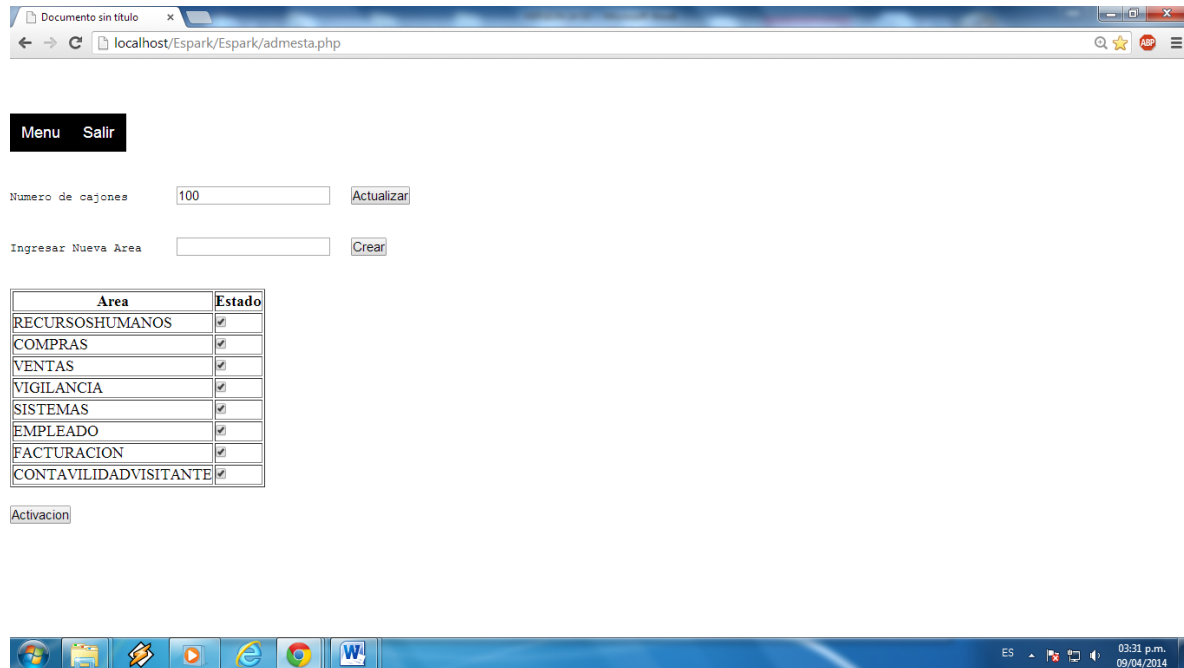 Documento sin título
localhost/Espark/Espark/admesta.php
ABP
Menu Salir
Numero de cajones 100 Actualizar
Ingresar Nueva Area Crear
Area Estado
RECURSOSHUMANOS
COMPRAS
VENTAS
VIGILANCIA
SISTEMAS
EMPLEADO
FACTURACION
CONTAVILIDADVISITANTE
Activacion
ES 03:31 p.m.
09/04/2014